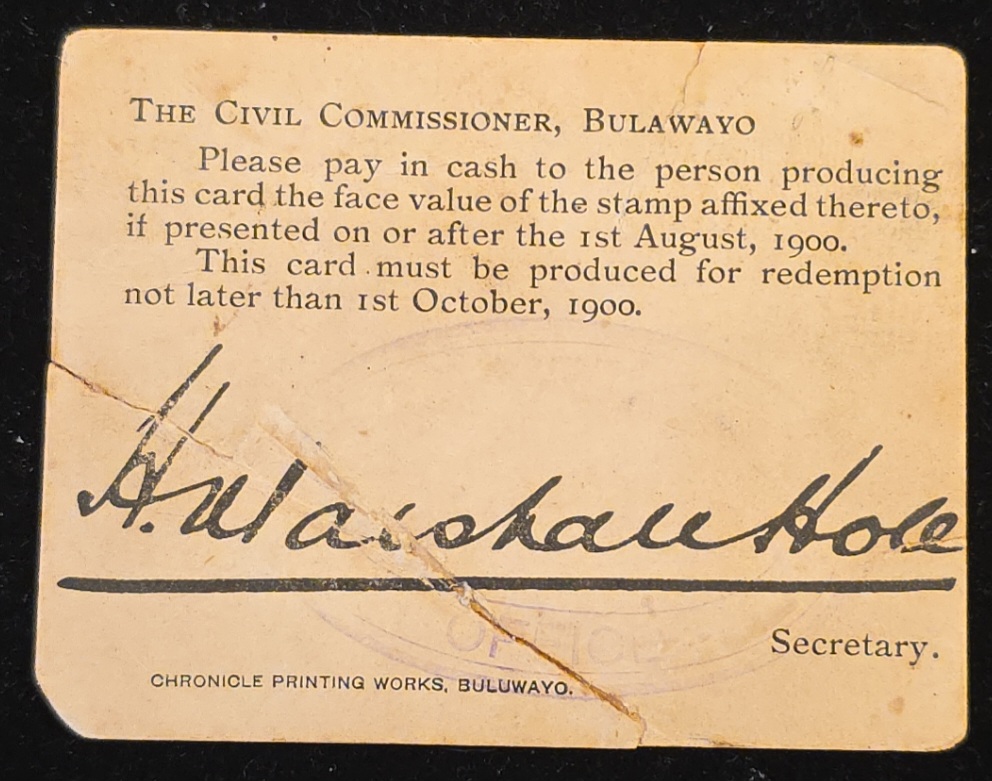 THE CIVIL COMMISSIONER, BULAWAYO
Please pay in cash to the person producing
this card the face value of the stamp affixed thereto,
if presented on or after the 1st August, 1900.
This card must be produced for redemption
not later than 1st October, 1900.
H. Marshall Hole
OFFICE
Secretary.
CHRONICLE PRINTING WORKS, BULUWAYO.